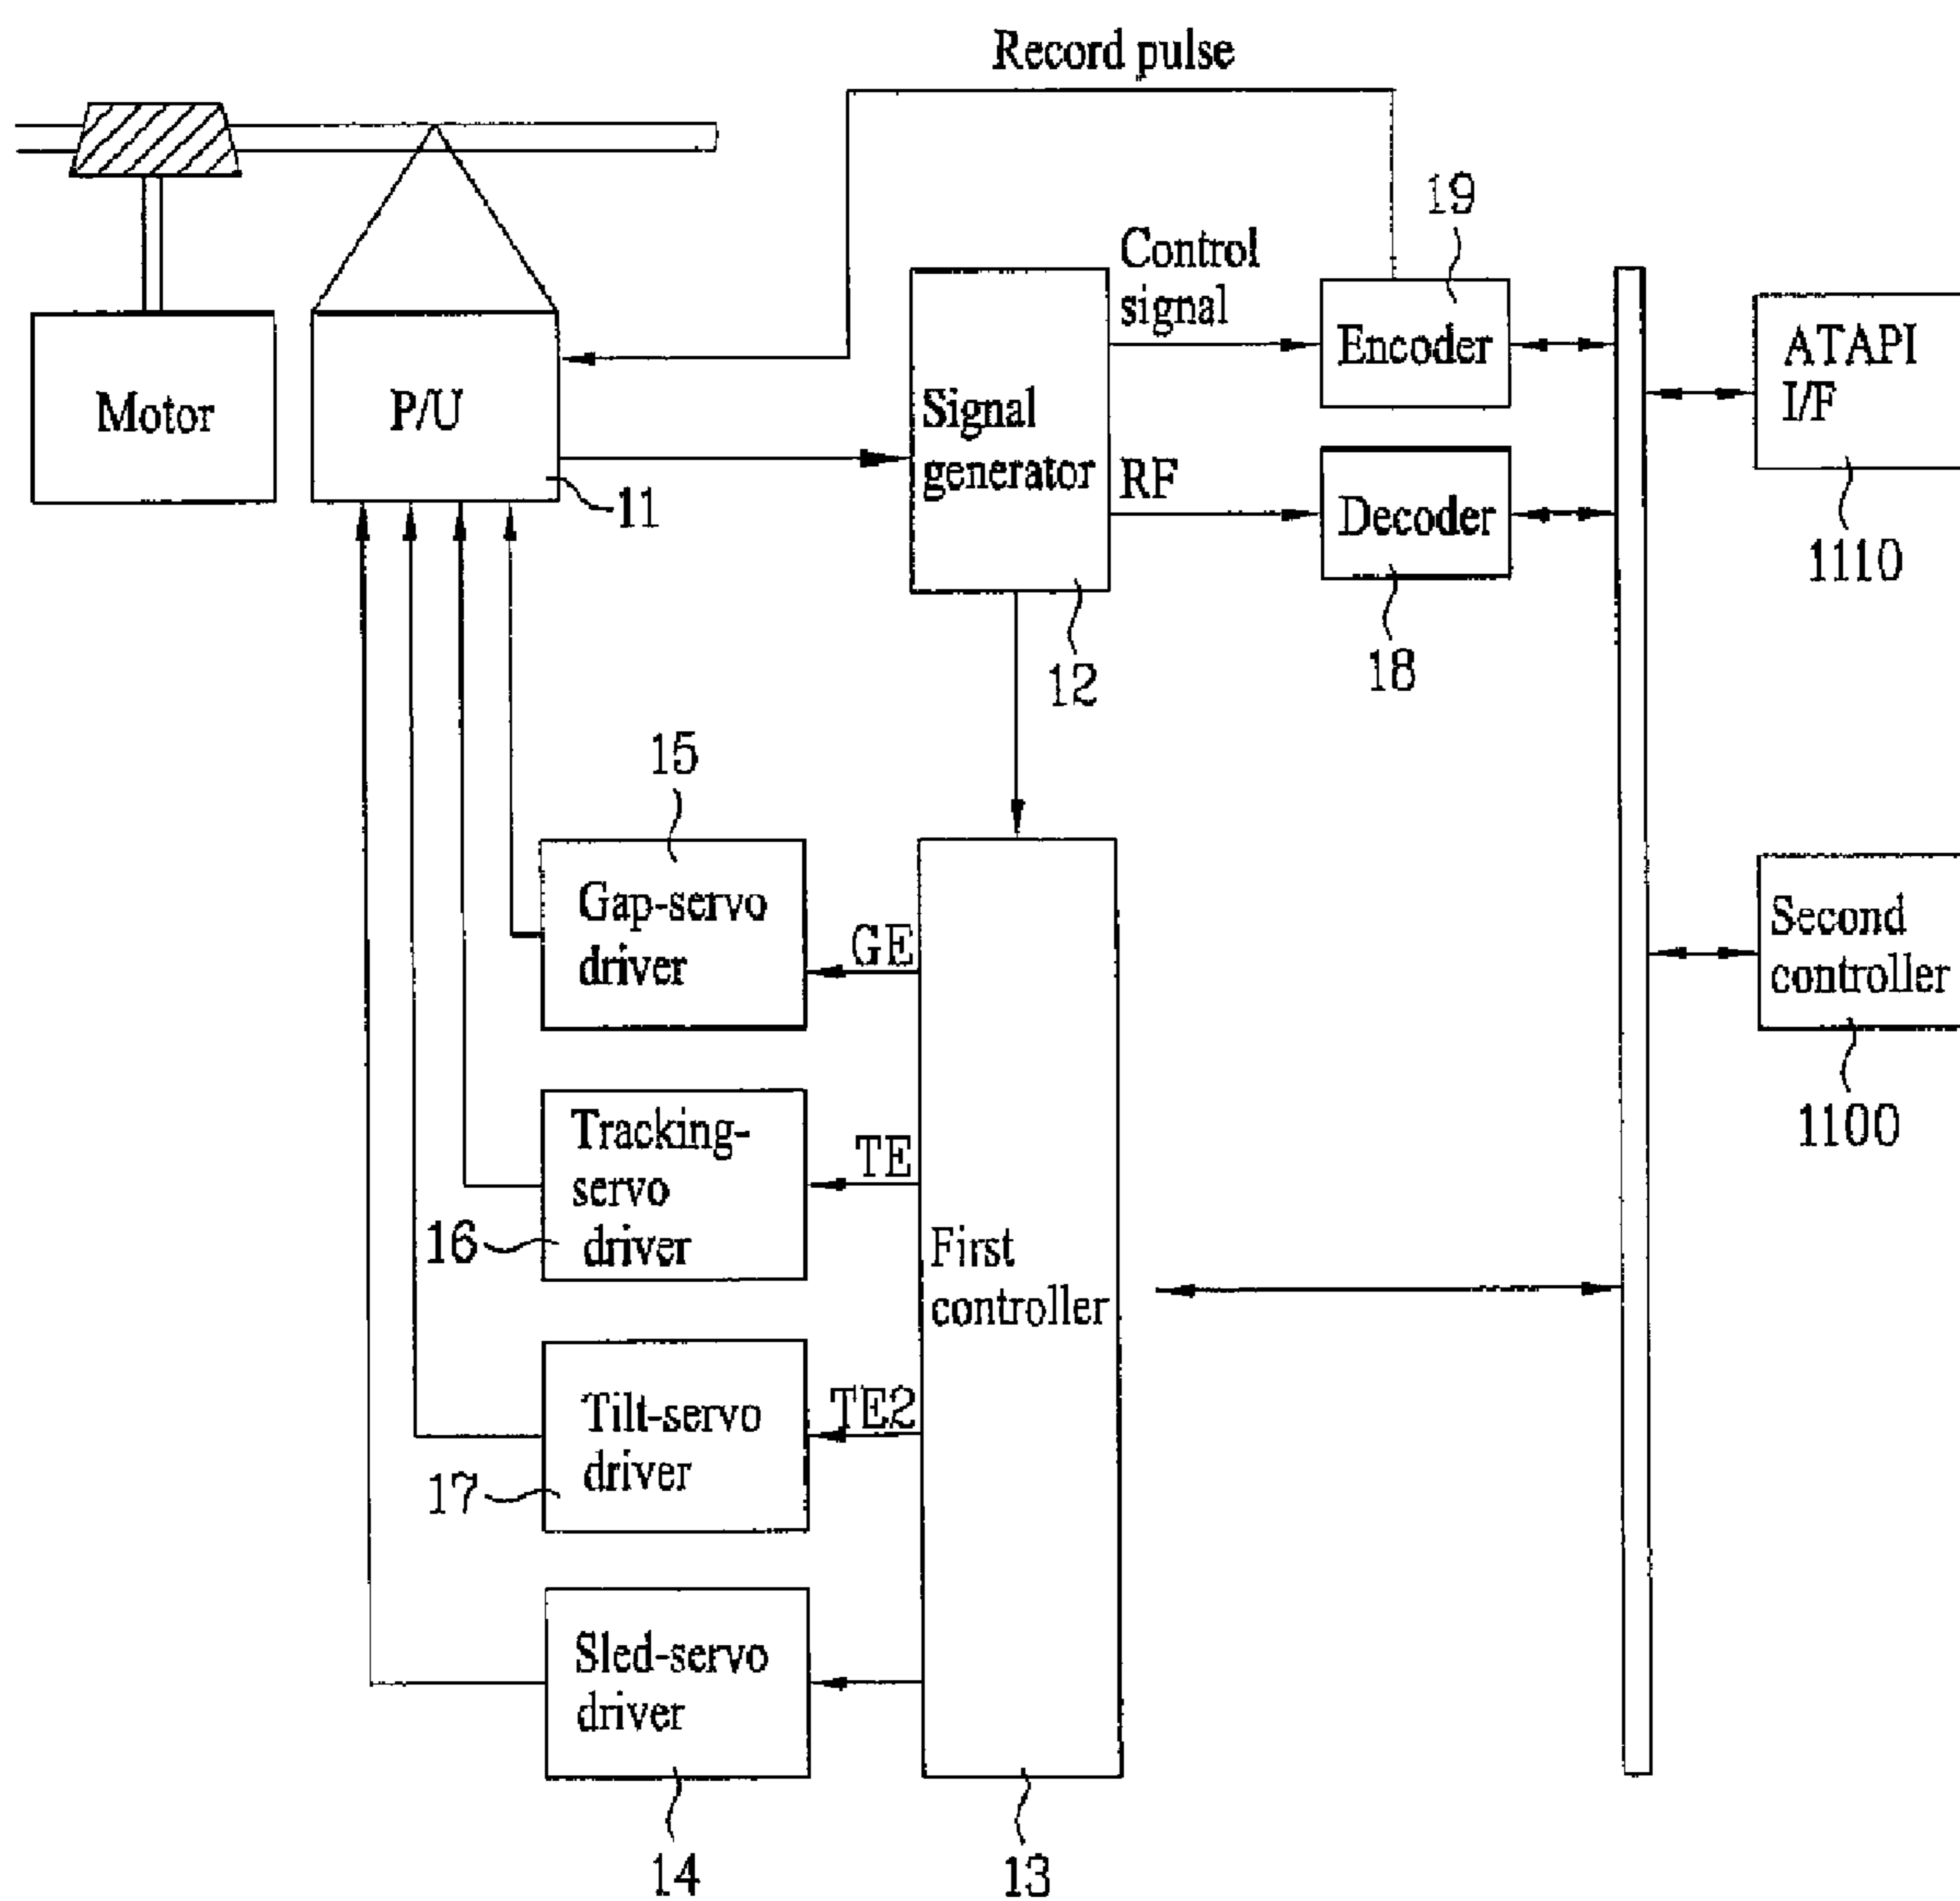 Record pulse
19
Control
signal
Encoder
ATAPI
I/F
Motor
P/U
Signal
generator
RF
Decoder
11
1110
12
18
15
Gap-servo
driver
GE
Second
controller
1100
Tracking-
servo
driver
TE
16
First
controller
Tilt-servo
driver
TE2
17
Sled-servo
driver
14
13